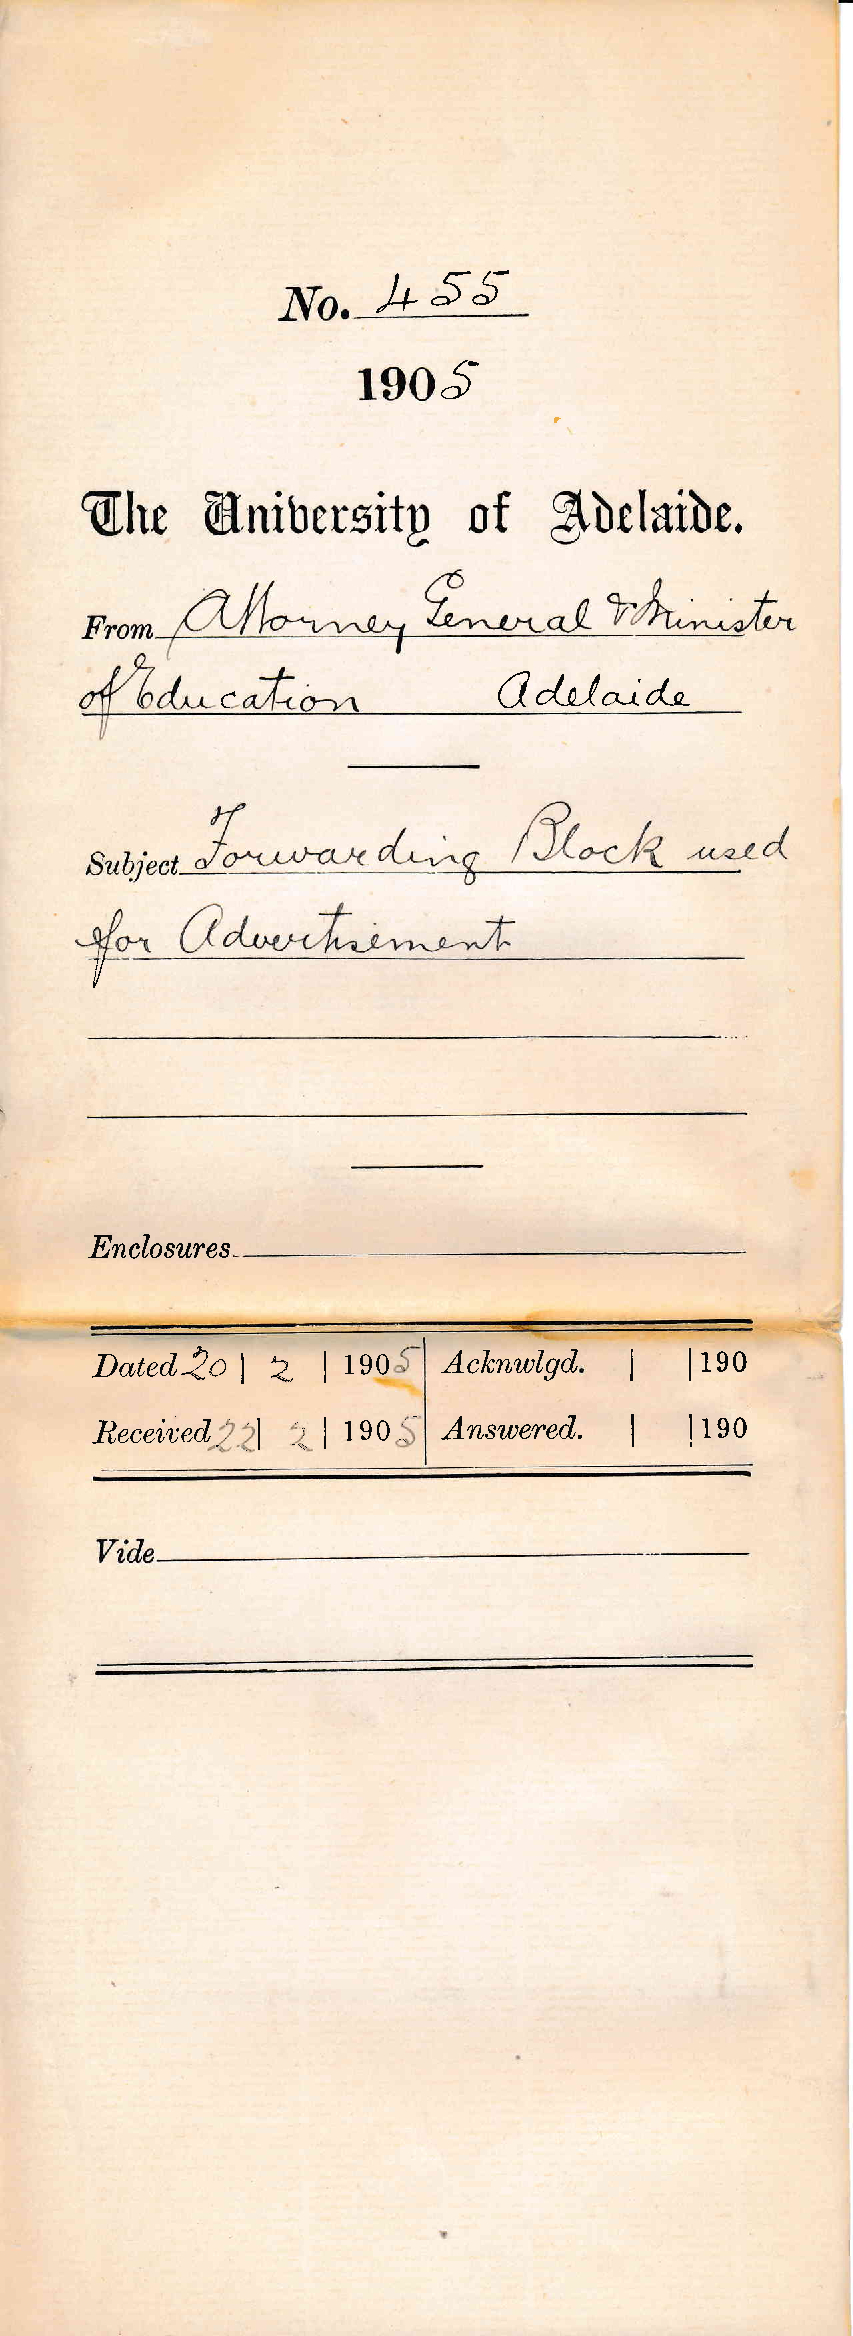 No. 455
1905
The University of Adelaide.
From Attorney General & Minister
of Education Adelaide
Subject Forwarding Block used
for Advertisement
Enclosures
Dated 20 | 2 | 1905 Acknwlgd. | | 190
Received 22 | 2 | 1905 Answered. | | 190
Vide